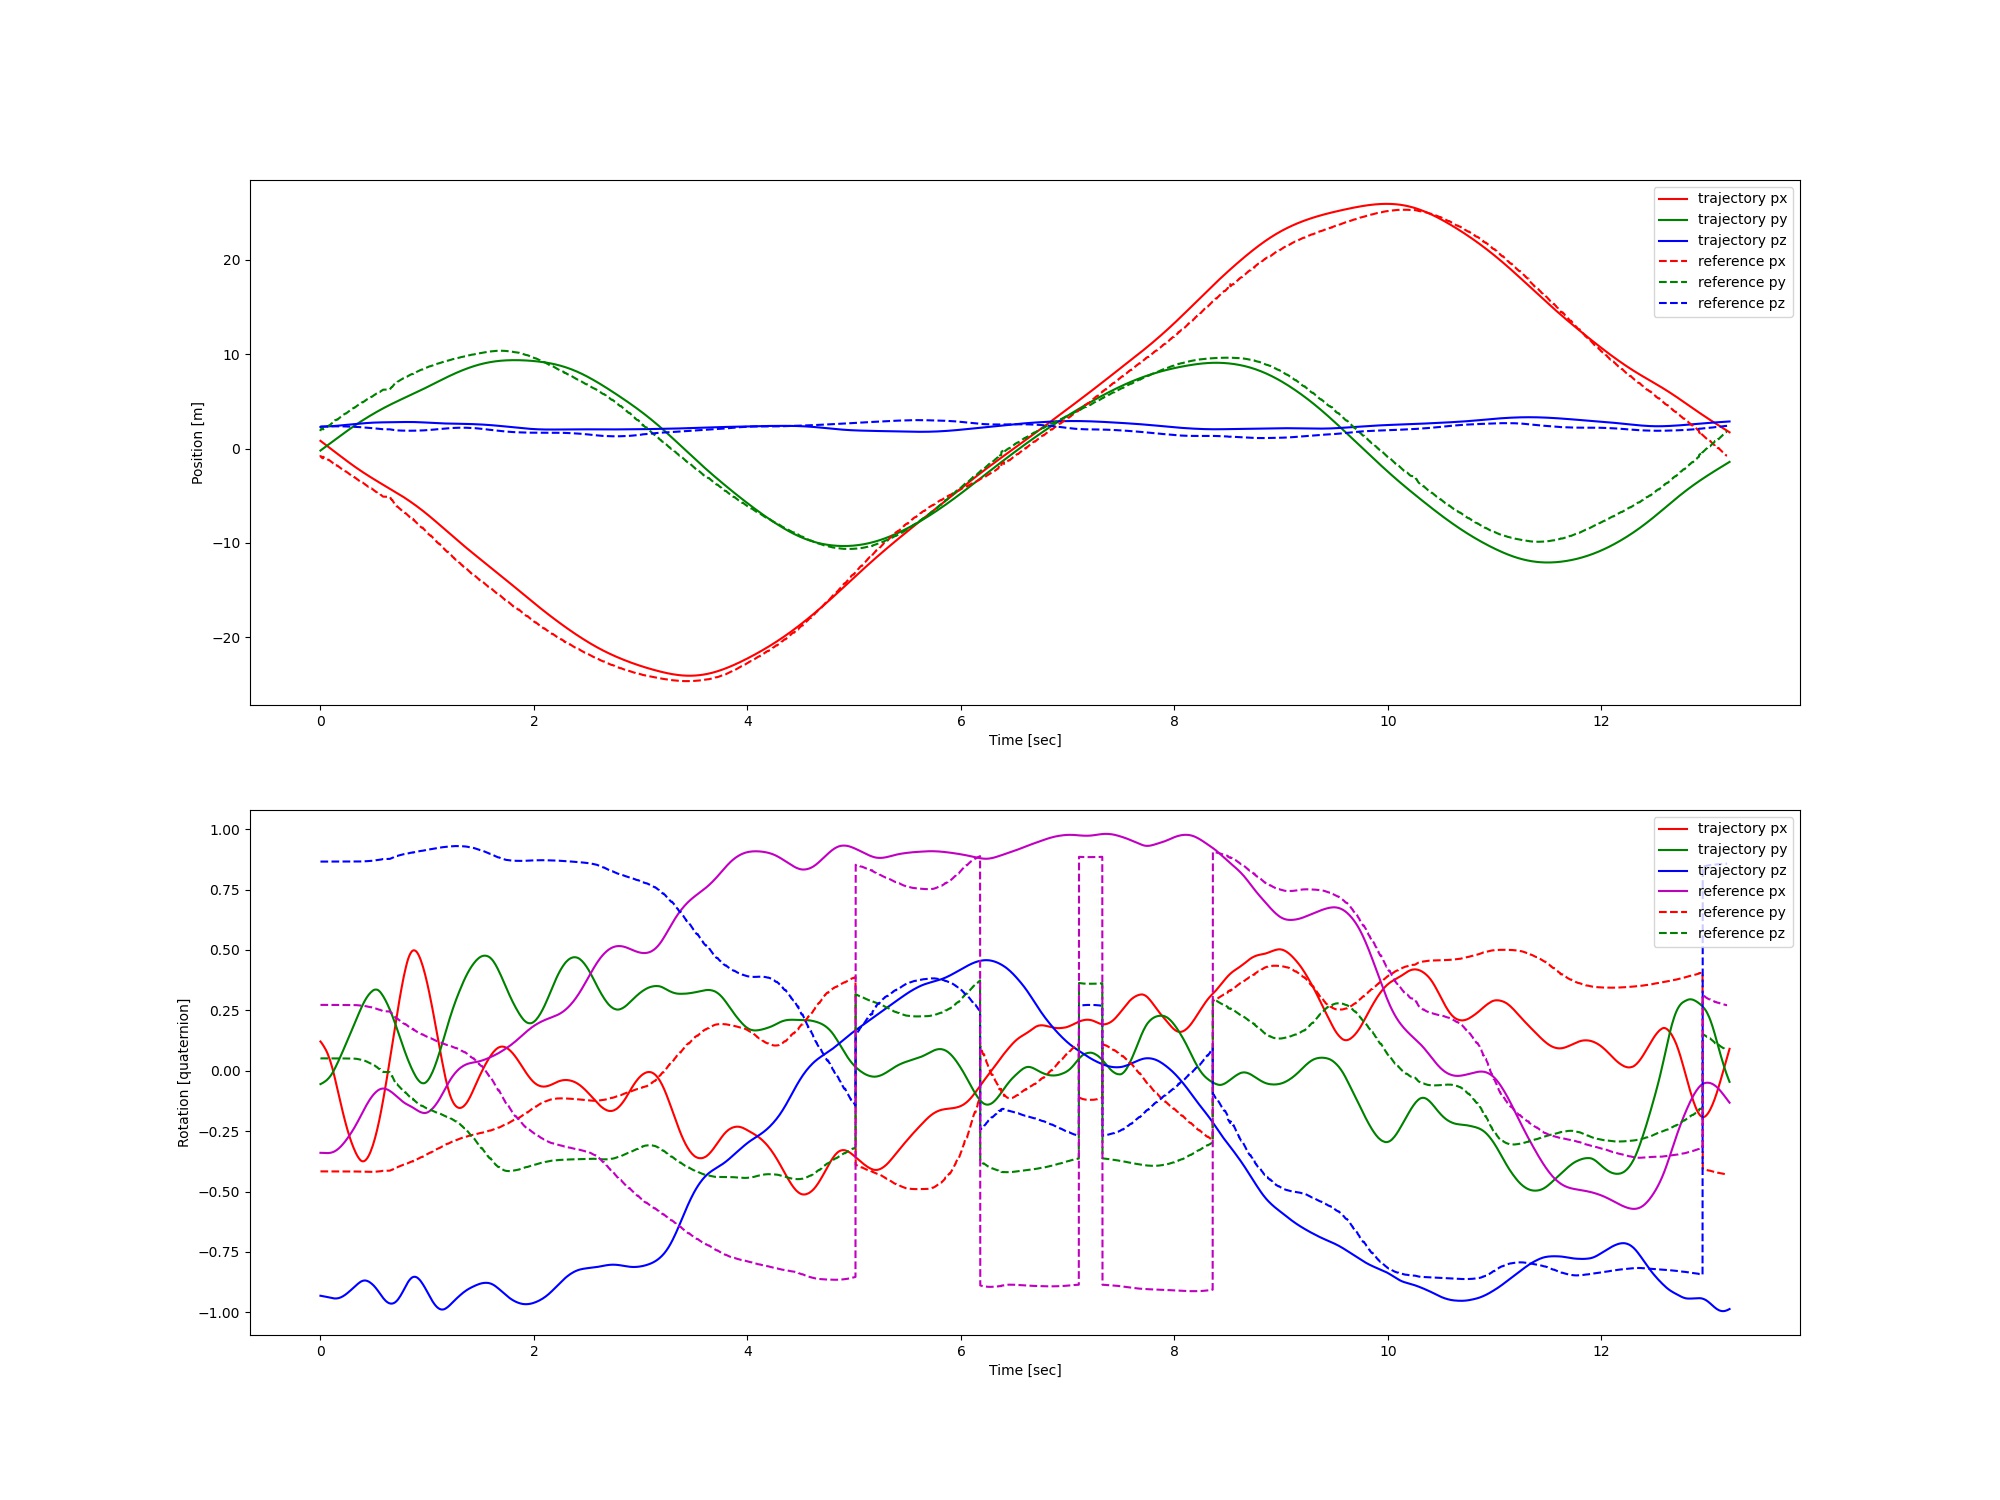 20
10
0
−10
−20
Position [m]
trajectory px
trajectory py
trajectory pz
reference px
reference py
reference pz
0 2 4 6 8 10 12
Time [sec]
1.00
0.75
0.50
0.25
0.00
−0.25
−0.50
−0.75
−1.00
Rotation [quaternion]
trajectory px
trajectory py
trajectory pz
reference px
reference py
reference pz
0 2 4 6 8 10 12
Time [sec]